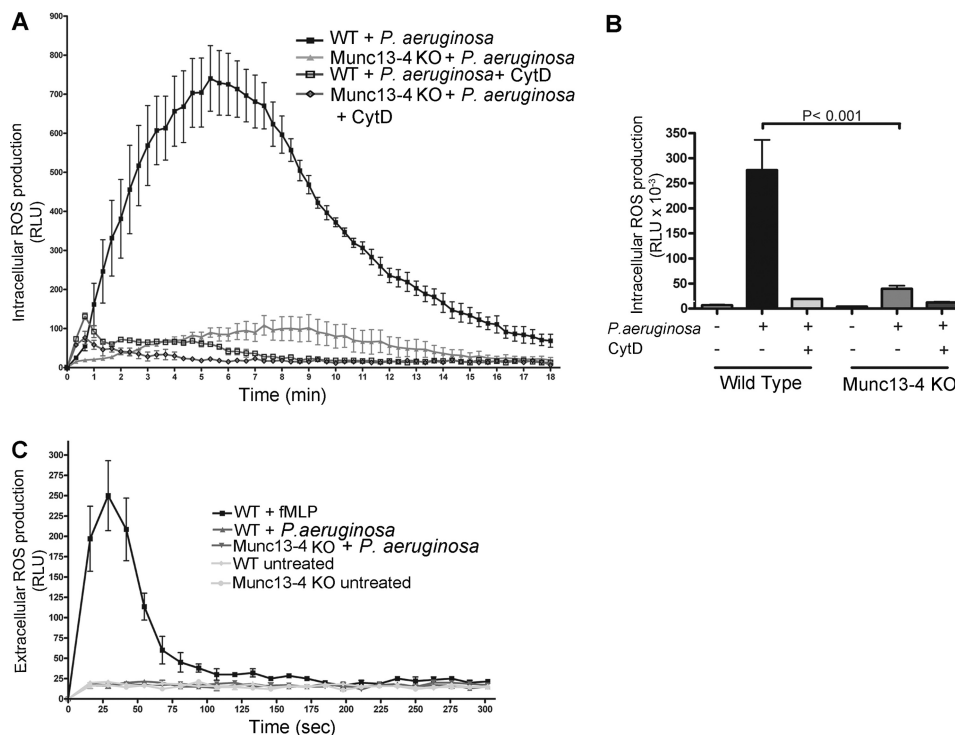 A
Intracellular ROS production
(RLU)
900
800
700
600
500
400
300
200
100
0
0 1 2 3 4 5 6 7 8 9 10 11 12 13 14 15 16 17 18
Time (min)
WT + P. aeruginosa
Munc13-4 KO + P. aeruginosa
WT + P. aeruginosa + CytD
Munc13-4 KO + P. aeruginosa
+ CytD
B
P< 0.001
Intracellular ROS production
(RLU x 10-3)
350
300
250
200
150
100
50
0
P.aeruginosa - + + - + +
CytD - - + - - +
Wild Type Munc13-4 KO
C
Extracellular ROS production
(RLU)
300
275
250
225
200
175
150
125
100
75
50
25
0
0 25 50 75 100 125 150 175 200 225 250 275 300
Time (sec)
WT + fMLP
WT + P.aeruginosa
Munc13-4 KO + P. aeruginosa
WT untreated
Munc13-4 KO untreated